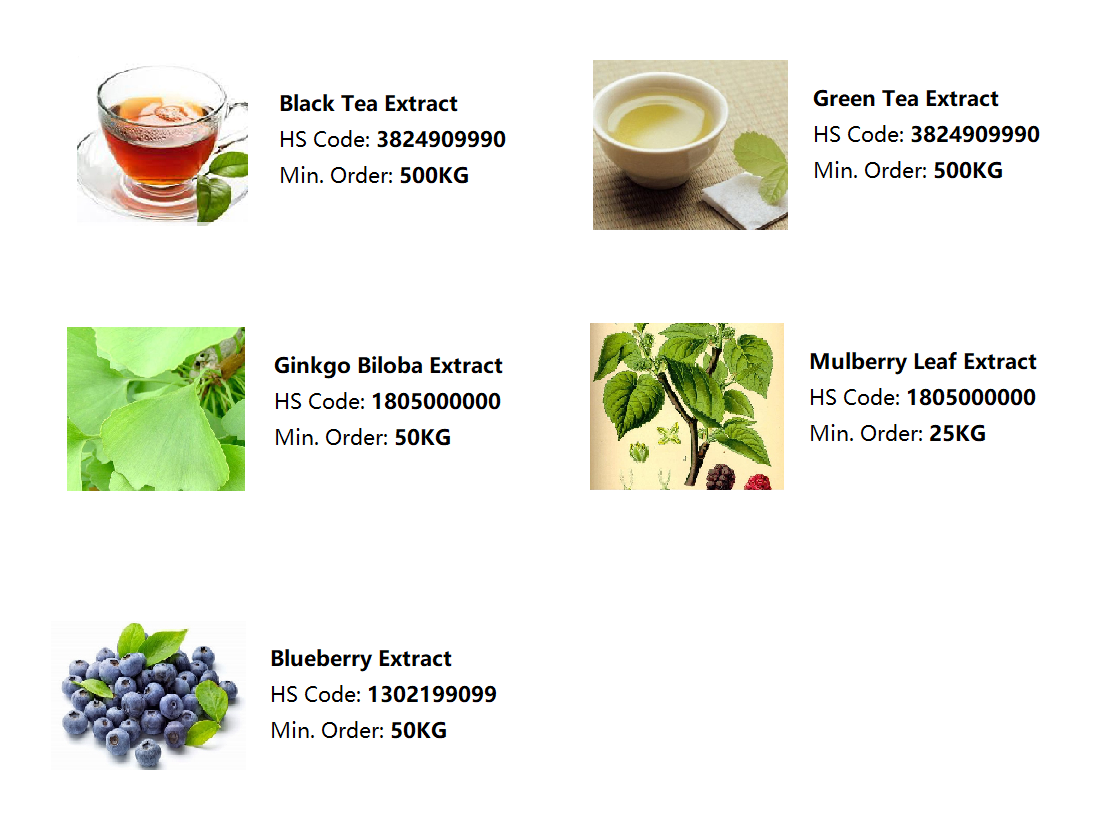 Black Tea Extract
HS Code: 3824909990
Min. Order: 500KG
Green Tea Extract
HS Code: 3824909990
Min. Order: 500KG
Ginkgo Biloba Extract
HS Code: 1805000000
Min. Order: 50KG
Mulberry Leaf Extract
HS Code: 1805000000
Min. Order: 25KG
Blueberry Extract
HS Code: 1302199099
Min. Order: 50KG